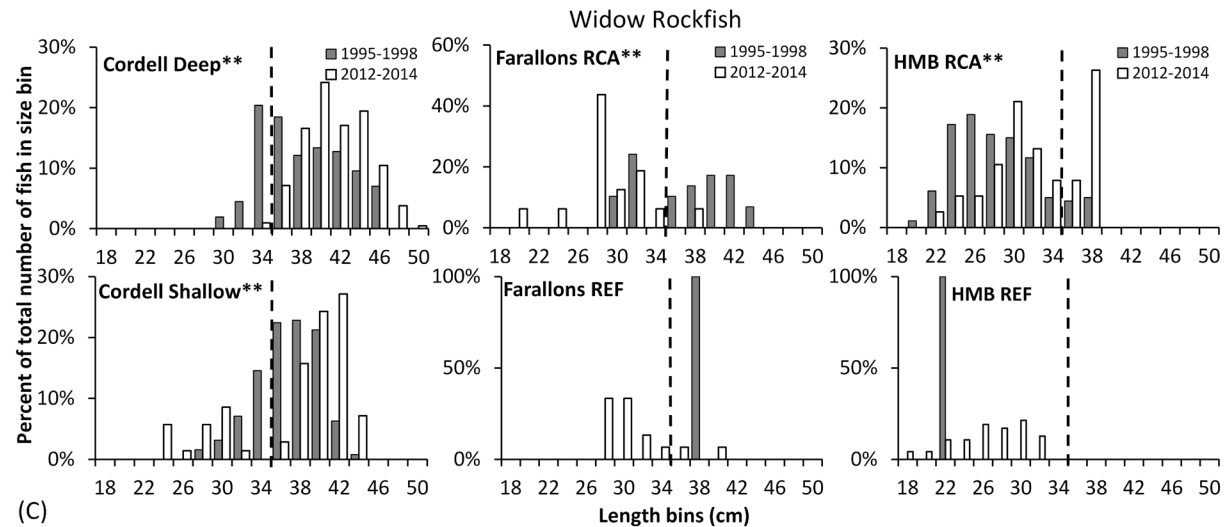 Widow Rockfish
Percent of total number of fish in size bin
30%
20%
10%
0%
Cordell Deep**
1995-1998
2012-2014
18 22 26 30 34 38 42 46 50
60%
40%
20%
0%
Farallons RCA**
1995-1998
2012-2014
18 22 26 30 34 38 42 46 50
30%
20%
10%
0%
HMB RCA**
1995-1998
2012-2014
18 22 26 30 34 38 42 46 50
30%
20%
10%
0%
Cordell Shallow**
18 22 26 30 34 38 42 46 50
100%
50%
0%
Farallons REF
18 22 26 30 34 38 42 46 50
100%
50%
0%
HMB REF
18 22 26 30 34 38 42 46 50
(C)
Length bins (cm)